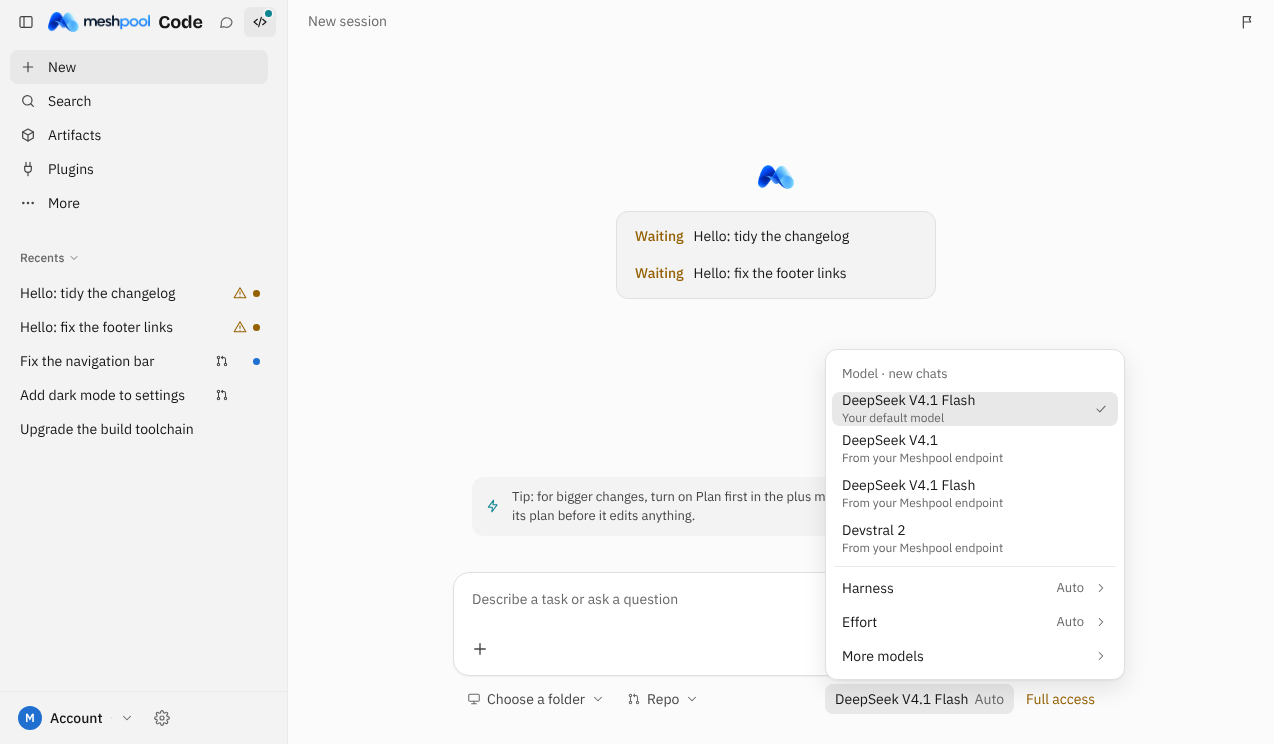 meshpool Code
New session
New
Search
Artifacts
Plugins
More
Recents
Hello: tidy the changelog
Hello: fix the footer links
Fix the navigation bar
Add dark mode to settings
Upgrade the build toolchain
M Account
Waiting Hello: tidy the changelog
Waiting Hello: fix the footer links
Tip: for bigger changes, turn on Plan first in the plus m
its plan before it edits anything.
Describe a task or ask a question
Choose a folder
Repo
Model · new chats
DeepSeek V4.1 Flash
Your default model
DeepSeek V4.1
From your Meshpool endpoint
DeepSeek V4.1 Flash
From your Meshpool endpoint
Devstral 2
From your Meshpool endpoint
Harness Auto
Effort Auto
More models
DeepSeek V4.1 Flash Auto
Full access